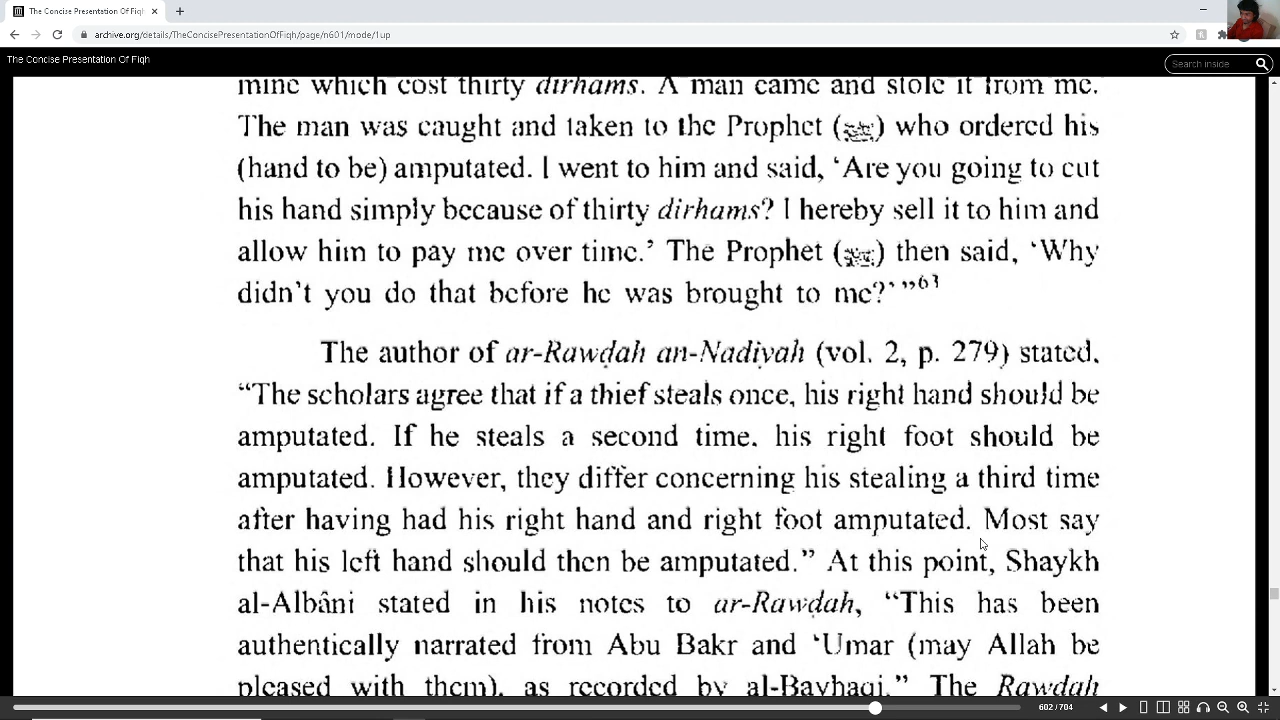 The Concise Presentation Of Fiqh
archive.org/details/TheConcisePresentationOfFiqh/page/n601/mode/1up
The Concise Presentation Of Fiqh
Search inside
mine which cost thirty dirhams. A man came and stole it from me.
The man was caught and taken to the Prophet (ﷺ) who ordered his
(hand to be) amputated. I went to him and said, ‘Are you going to cut
his hand simply because of thirty dirhams? I hereby sell it to him and
allow him to pay me over time.’ The Prophet (ﷺ) then said, ‘Why
didn’t you do that before he was brought to me?’”63
The author of ar-Rawḍah an-Nadiyah (vol. 2, p. 279) stated,
“The scholars agree that if a thief steals once, his right hand should be
amputated. If he steals a second time, his right foot should be
amputated. However, they differ concerning his stealing a third time
after having had his right hand and right foot amputated. Most say
that his left hand should then be amputated.” At this point, Shaykh
al-Albâni stated in his notes to ar-Rawḍah, “This has been
authentically narrated from Abu Bakr and ‘Umar (may Allah be
pleased with them), as recorded by al-Bayhaqi.” The Rawdah
602 / 704